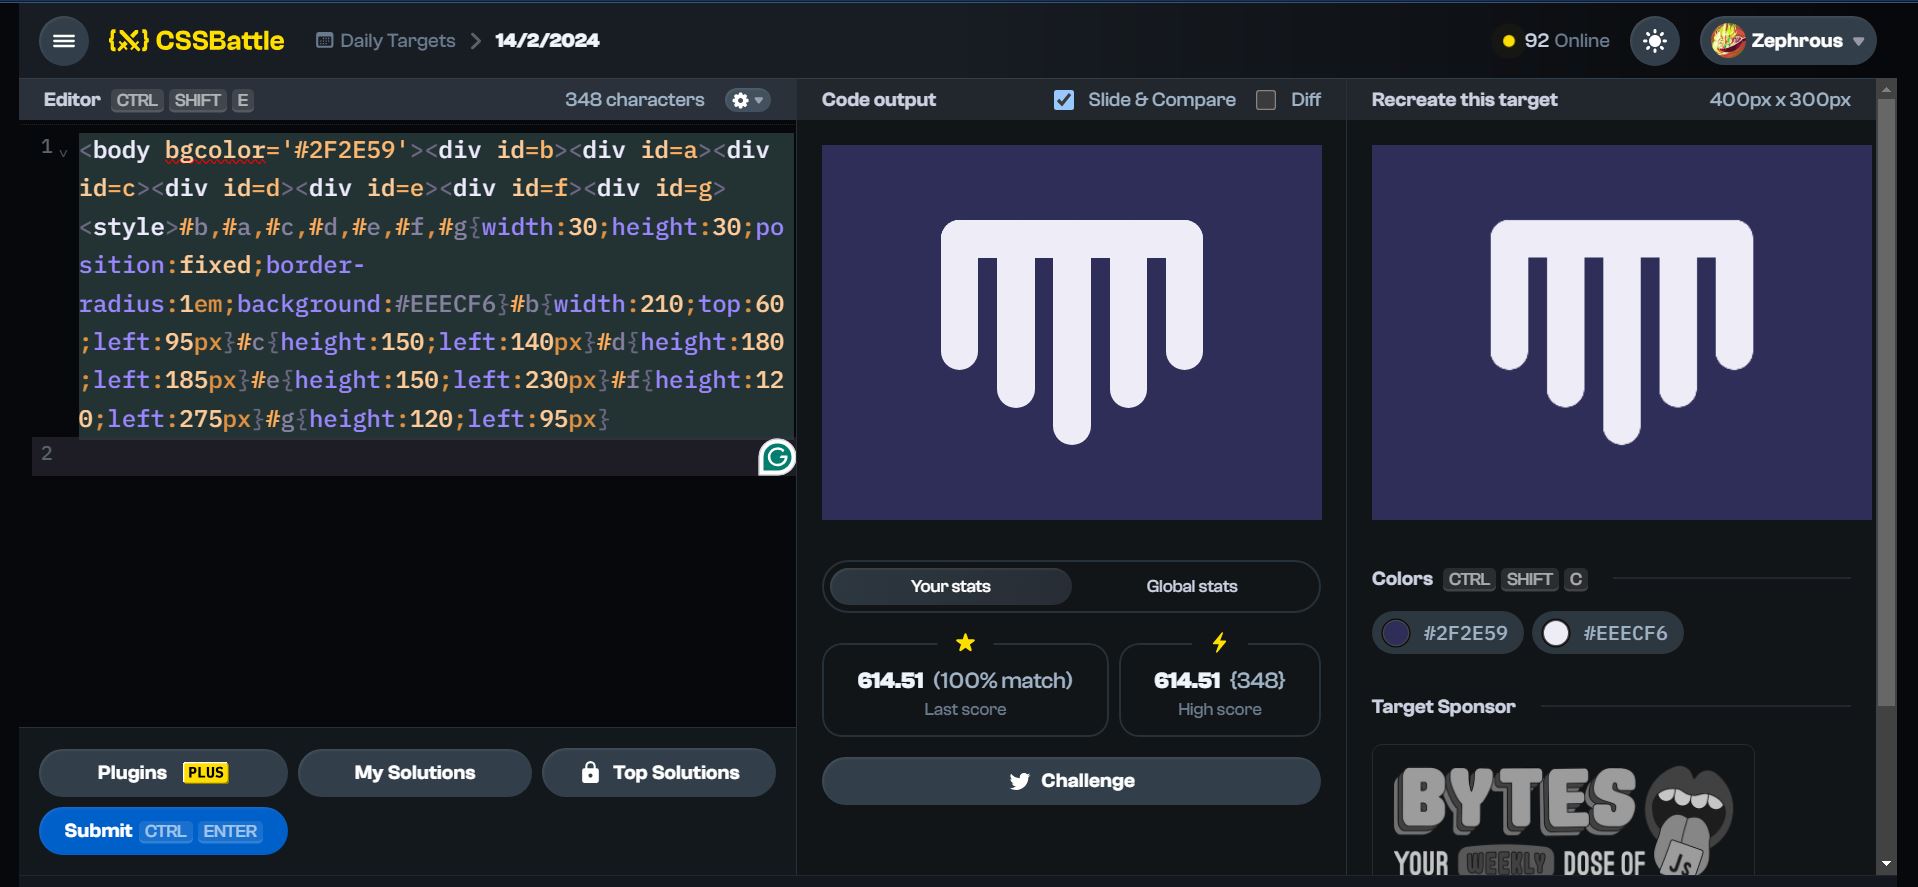 {X} CSSBattle
Daily Targets > 14/2/2024
92 Online
Zephrous
Editor CTRL SHIFT E
348 characters
1 <body bgcolor='#2F2E59'><div id=b><div id=a><div
id=c><div id=d><div id=e><div id=f><div id=g>
<style>#b,#a,#c,#d,#e,#f,#g{width:30;height:30;po
sition:fixed;border-
radius:1em;background:#EEECF6}#b{width:210;top:60
;left:95px}#c{height:150;left:140px}#d{height:180
;left:185px}#e{height:150;left:230px}#f{height:12
0;left:275px}#g{height:120;left:95px}
2
Plugins PLUS
My Solutions
Top Solutions
Submit CTRL ENTER
Code output
Slide & Compare
Diff
Your stats
Global stats
614.51 (100% match)
Last score
614.51 {348}
High score
Challenge
Recreate this target
400px x 300px
Colors CTRL SHIFT C
#2F2E59
#EEECF6
Target Sponsor
BYTES
YOUR WEEKLY DOSE OF JS